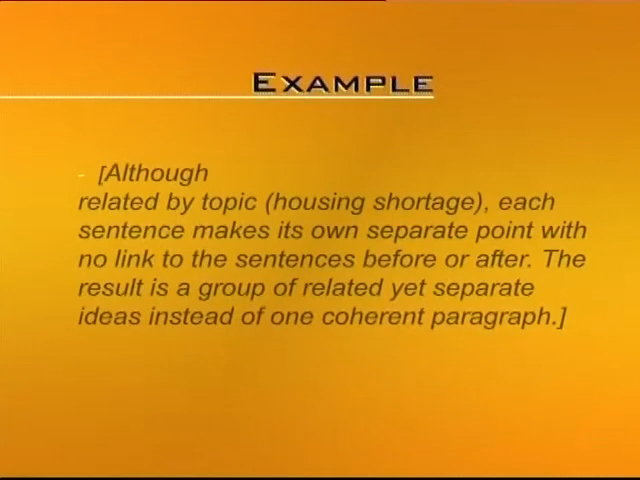 EXAMPLE
- [Although
related by topic (housing shortage), each
sentence makes its own separate point with
no link to the sentences before or after. The
result is a group of related yet separate
ideas instead of one coherent paragraph.]